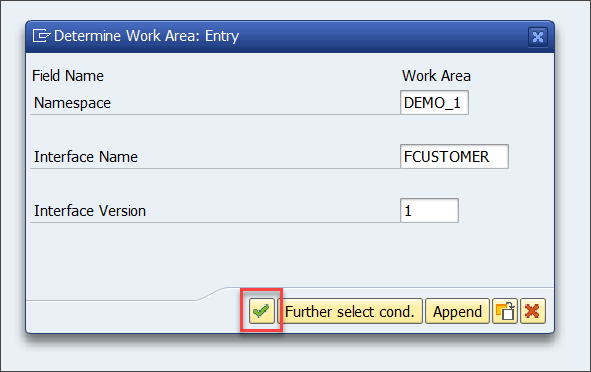 Determine Work Area: Entry
Field Name Work Area
Namespace DEMO_1
Interface Name FCUSTOMER
Interface Version 1
Further select cond. Append